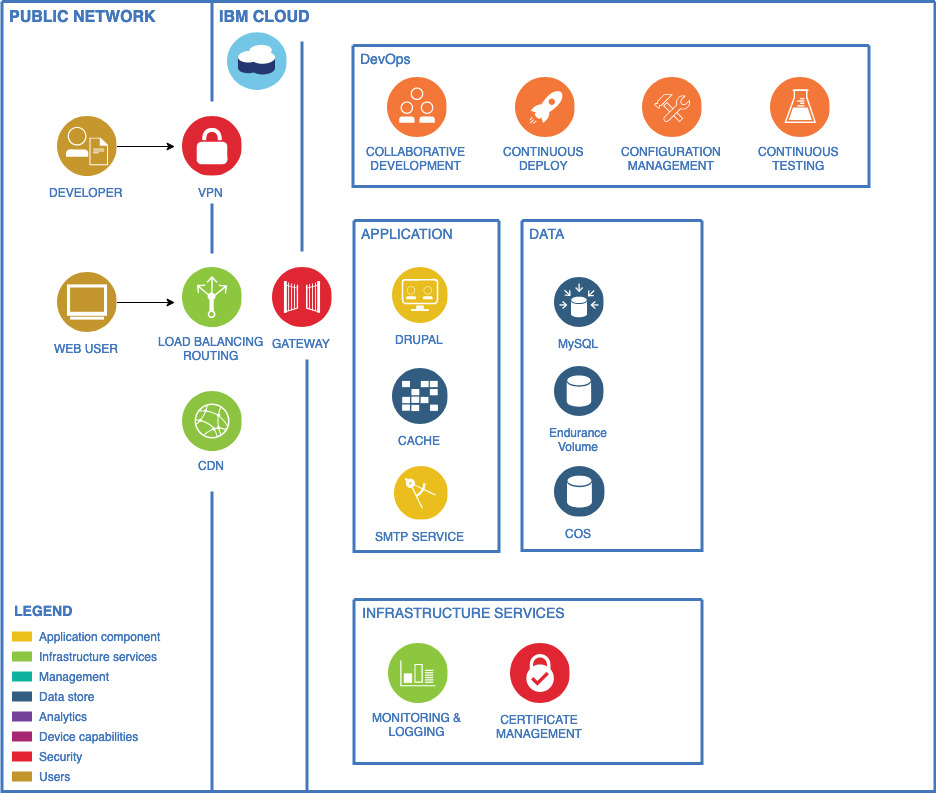 PUBLIC NETWORK
IBM CLOUD
DevOps
COLLABORATIVE
DEVELOPMENT
CONTINUOUS
DEPLOY
CONFIGURATION
MANAGEMENT
CONTINUOUS
TESTING
DEVELOPER
VPN
APPLICATION
DATA
WEB USER
LOAD BALANCING
ROUTING
GATEWAY
DRUPAL
MySQL
CACHE
Endurance
Volume
CDN
SMTP SERVICE
COS
INFRASTRUCTURE SERVICES
MONITORING &
LOGGING
CERTIFICATE
MANAGEMENT
LEGEND
Application component
Infrastructure services
Management
Data store
Analytics
Device capabilities
Security
Users